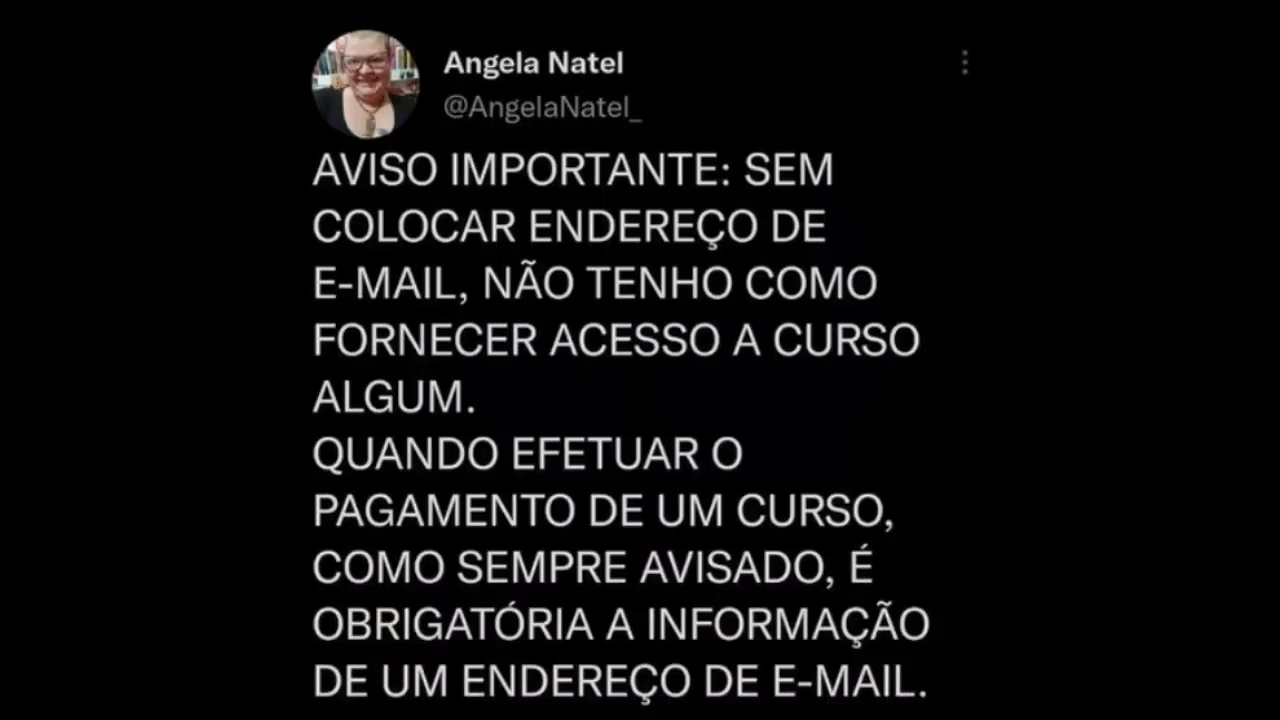 Angela Natel
@AngelaNatel_
AVISO IMPORTANTE: SEM
COLOCAR ENDEREÇO DE
E-MAIL, NÃO TENHO COMO
FORNECER ACESSO A CURSO
ALGUM.
QUANDO EFETUAR O
PAGAMENTO DE UM CURSO,
COMO SEMPRE AVISADO, É
OBRIGATÓRIA A INFORMAÇÃO
DE UM ENDEREÇO DE E-MAIL.